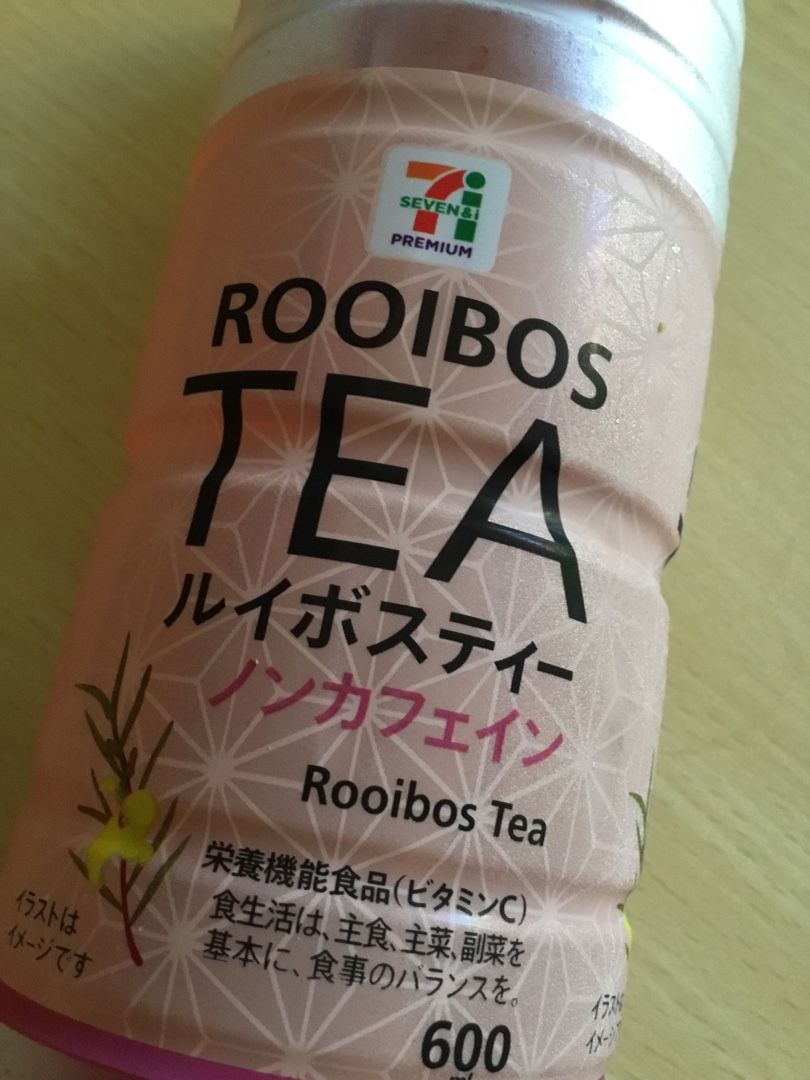 SEVEN&i
PREMIUM
ROOIBOS
TEA
ルイボスティー
ノンカフェイン
Rooibos Tea
栄養機能食品(ビタミンC)
食生活は、主食、主菜、副菜を
基本に、食事のバランスを。
イラストは
イメージです
600